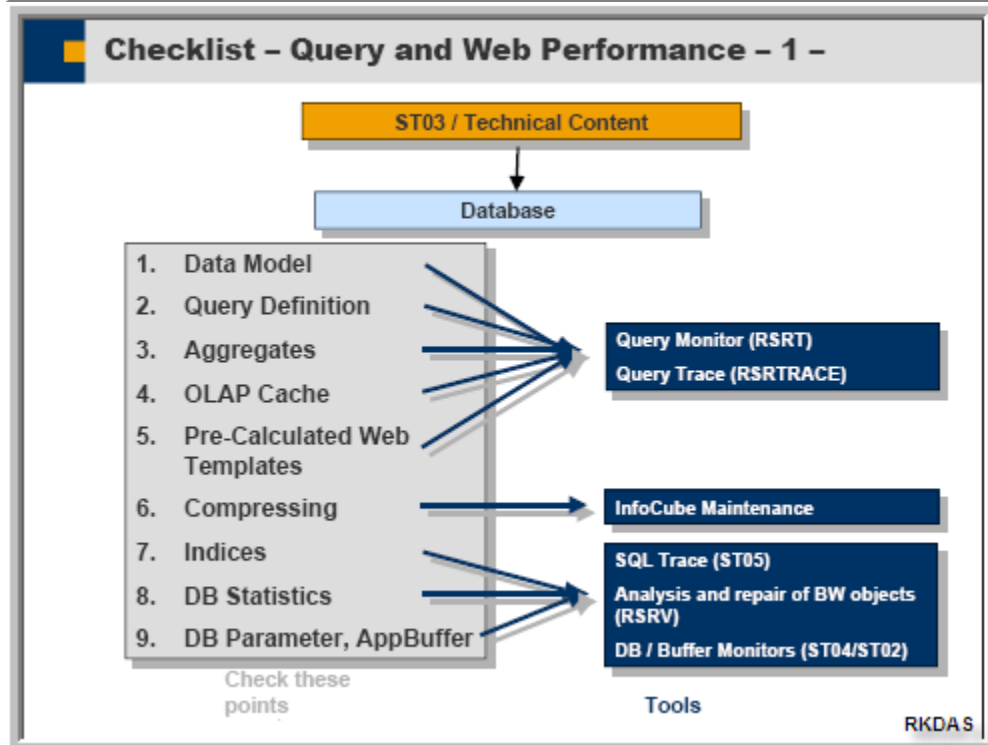 Checklist – Query and Web Performance – 1 –
ST03 / Technical Content
Database
1. Data Model
2. Query Definition
3. Aggregates
4. OLAP Cache
5. Pre-Calculated Web
Templates
6. Compressing
7. Indices
8. DB Statistics
9. DB Parameter, AppBuffer
Check these
points
Query Monitor (RSRT)
Query Trace (RSRTRACE)
InfoCube Maintenance
SQL Trace (ST05)
Analysis and repair of BW objects
(RSRV)
DB / Buffer Monitors (ST04/ST02)
Tools
RKDAS